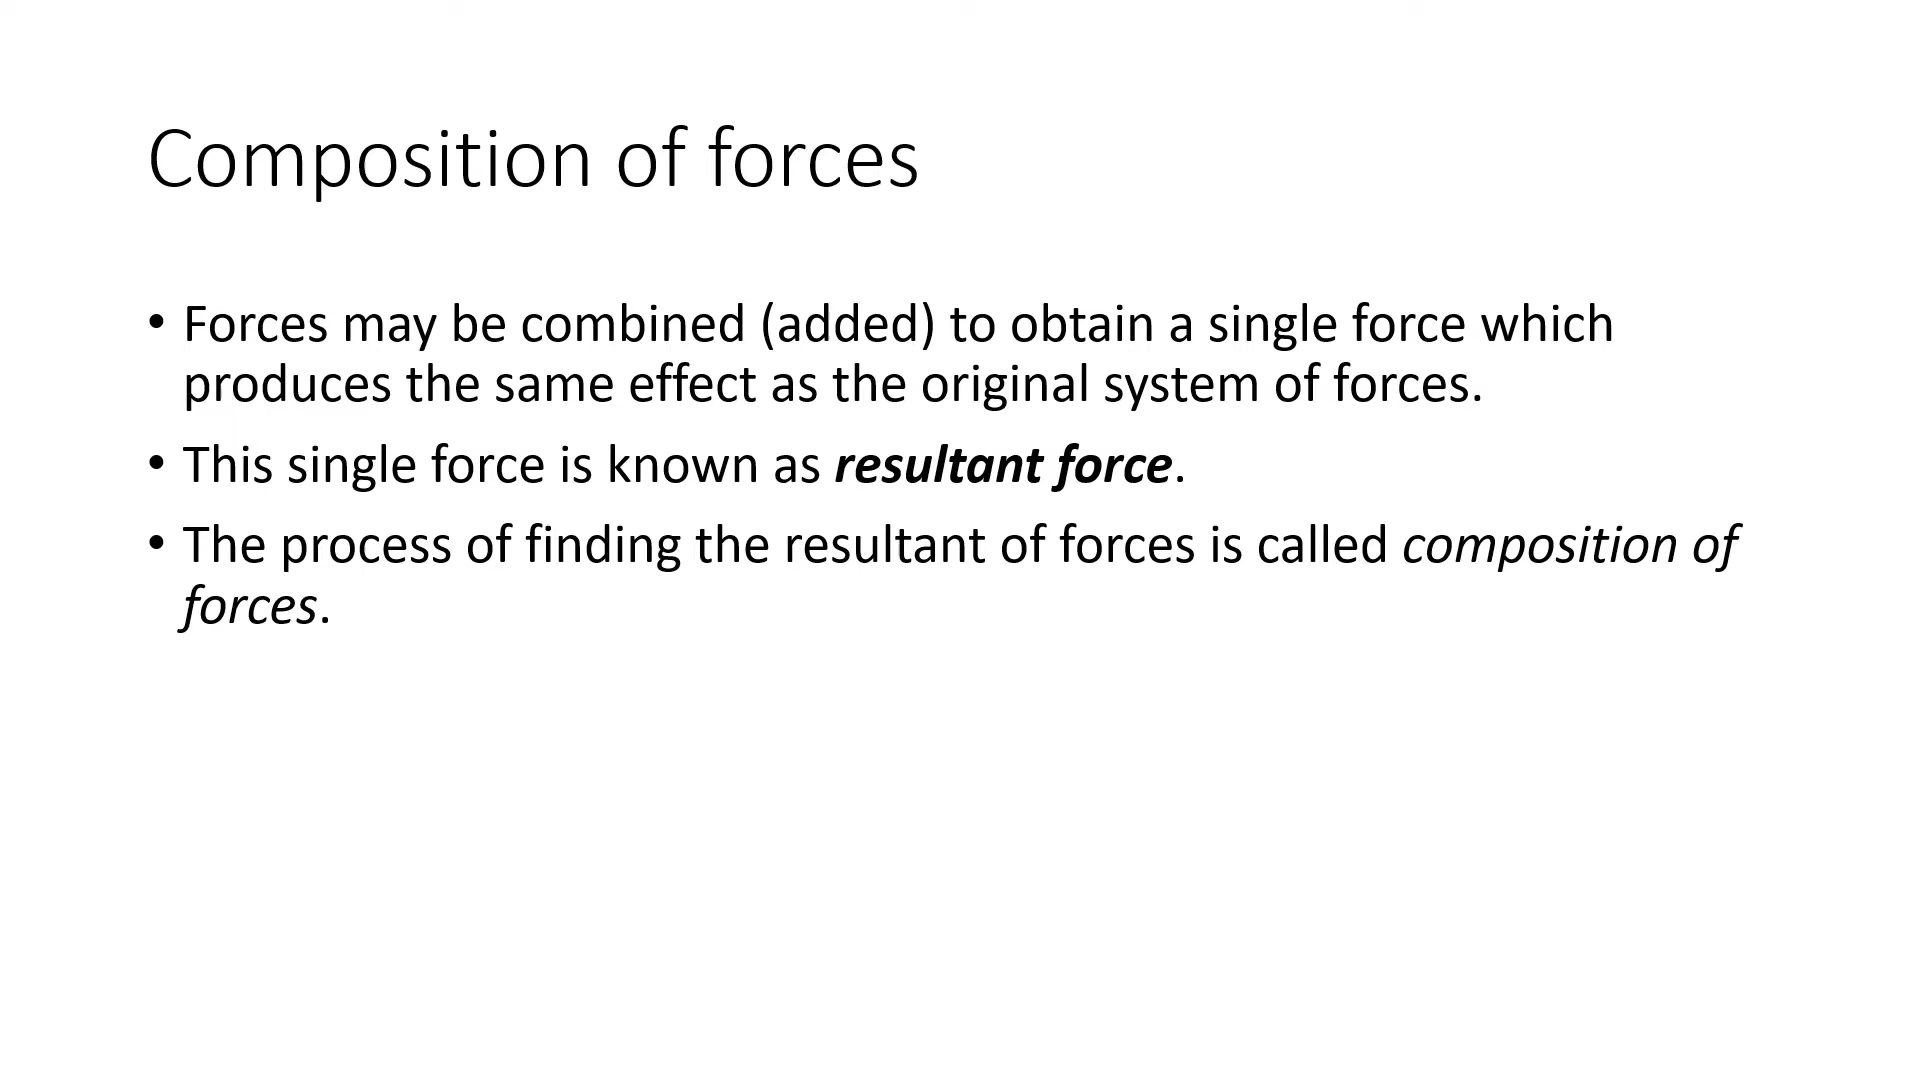 Composition of forces
• Forces may be combined (added) to obtain a single force which
produces the same effect as the original system of forces.
• This single force is known as resultant force.
• The process of finding the resultant of forces is called composition of
forces.